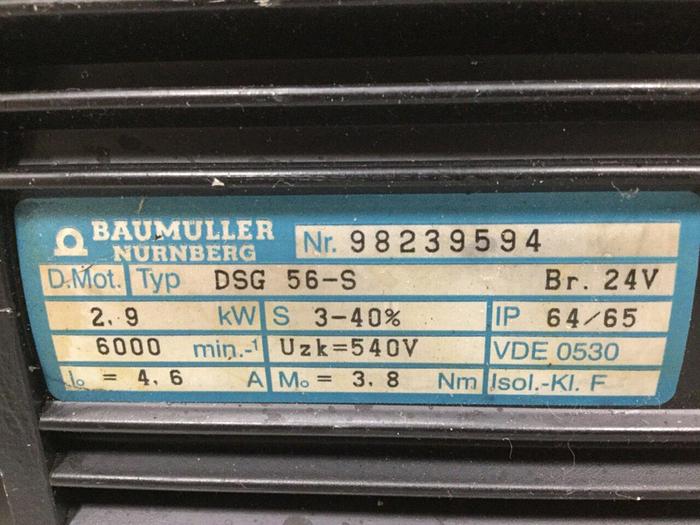 BAUMULLER
NÜRNBERG Nr. 98239594
D.Mot. Typ DSG 56-S Br. 24V
2.9 kW S 3-40% IP 64/65
6000 min.-¹ Uzk=540V VDE 0530
I₀ = 4,6 A M₀ = 3,8 Nm Isol.-Kl. F